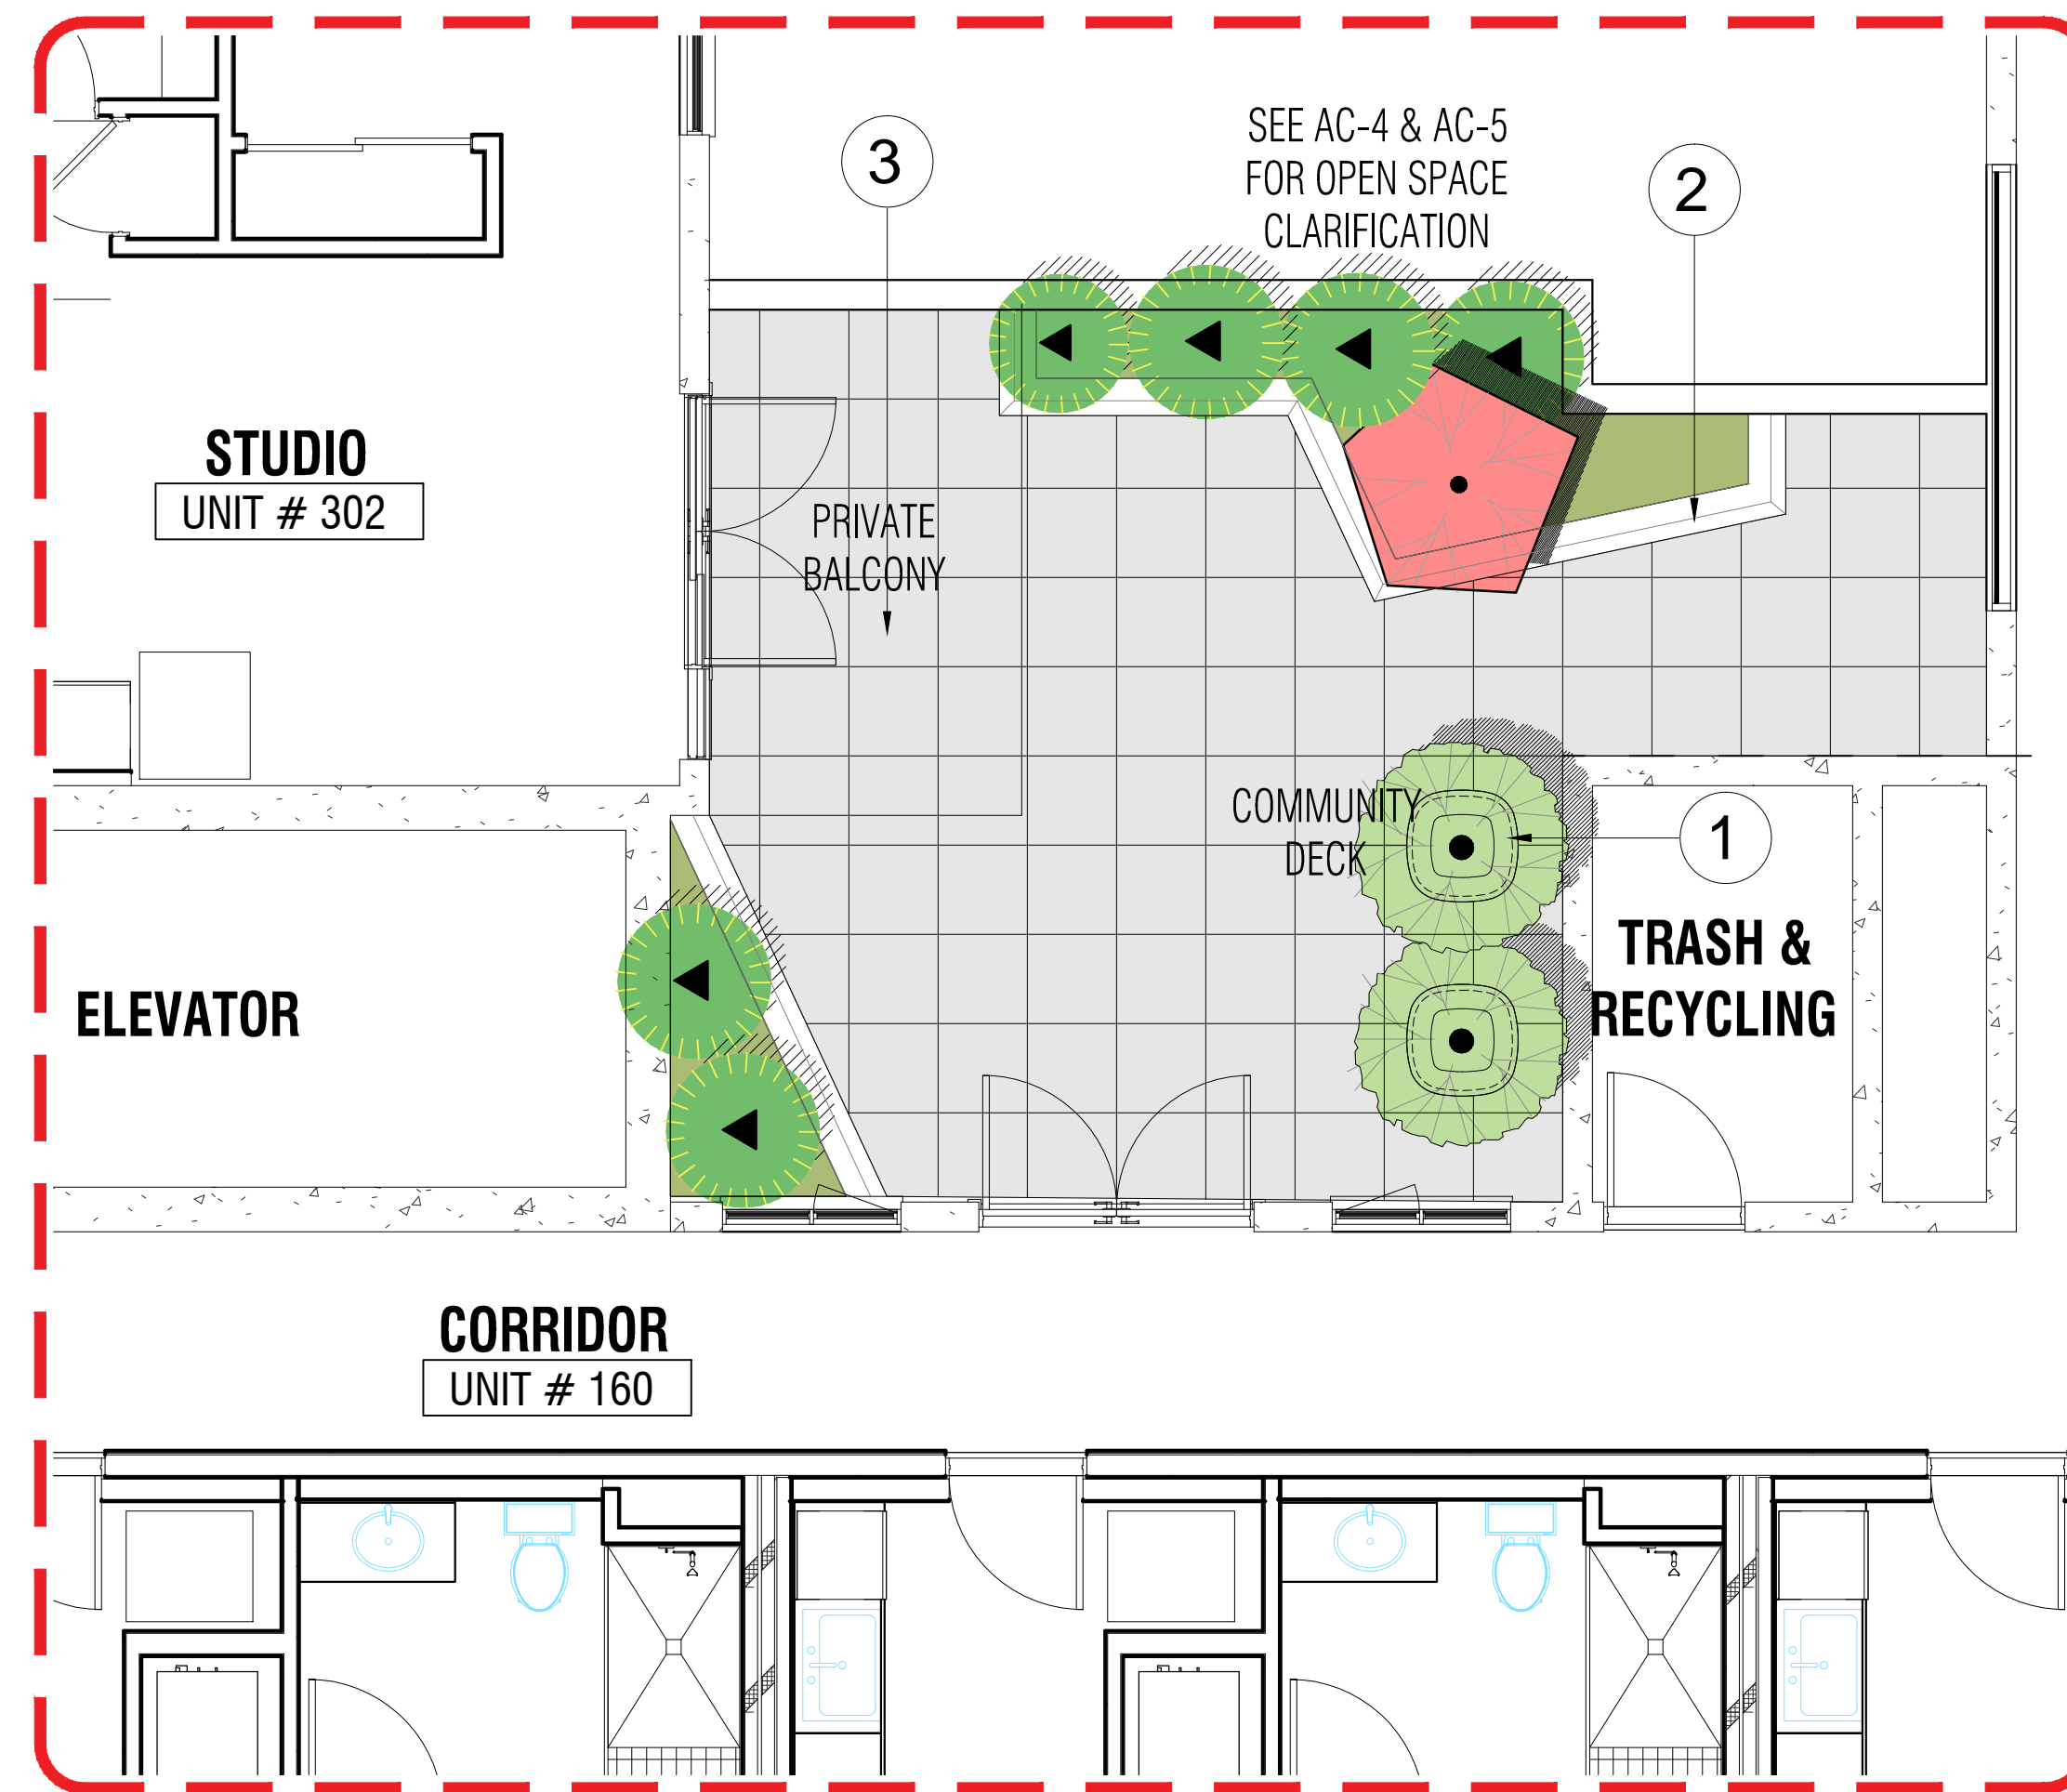 3
SEE AC-4 & AC-5
FOR OPEN SPACE
CLARIFICATION
2
STUDIO
UNIT # 302
PRIVATE
BALCONY
COMMUNITY
DECK
1
TRASH &
RECYCLING
ELEVATOR
CORRIDOR
UNIT # 160